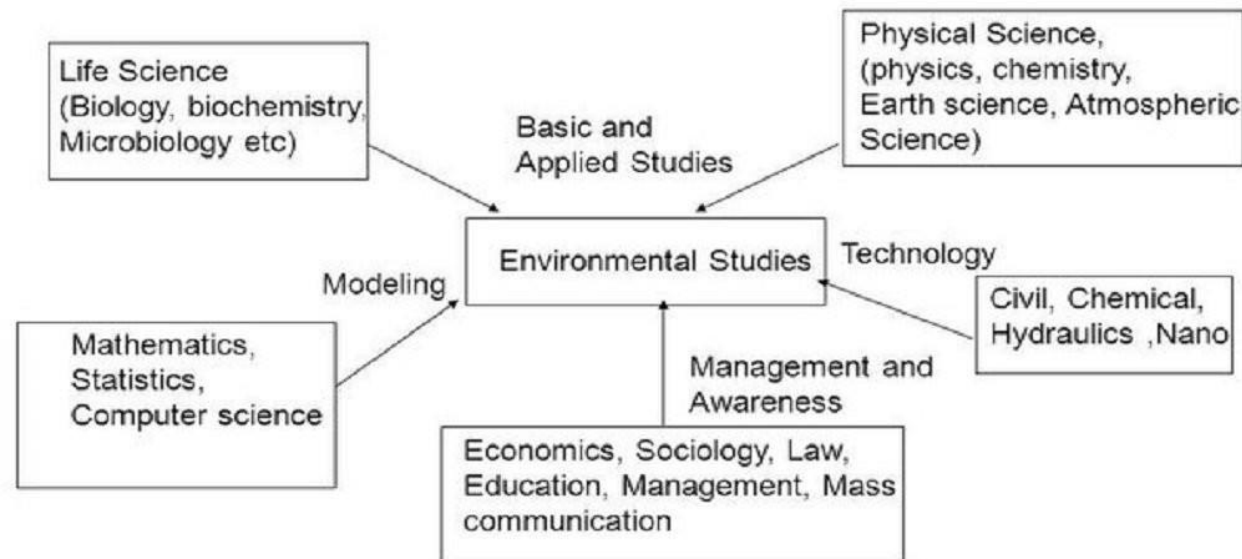 Life Science
(Biology, biochemistry,
Microbiology etc)
Basic and
Applied Studies
Physical Science,
(physics, chemistry,
Earth science, Atmospheric
Science)
Environmental Studies
Modeling
Technology
Mathematics,
Statistics,
Computer science
Civil, Chemical,
Hydraulics ,Nano
Management and
Awareness
Economics, Sociology, Law,
Education, Management, Mass
communication